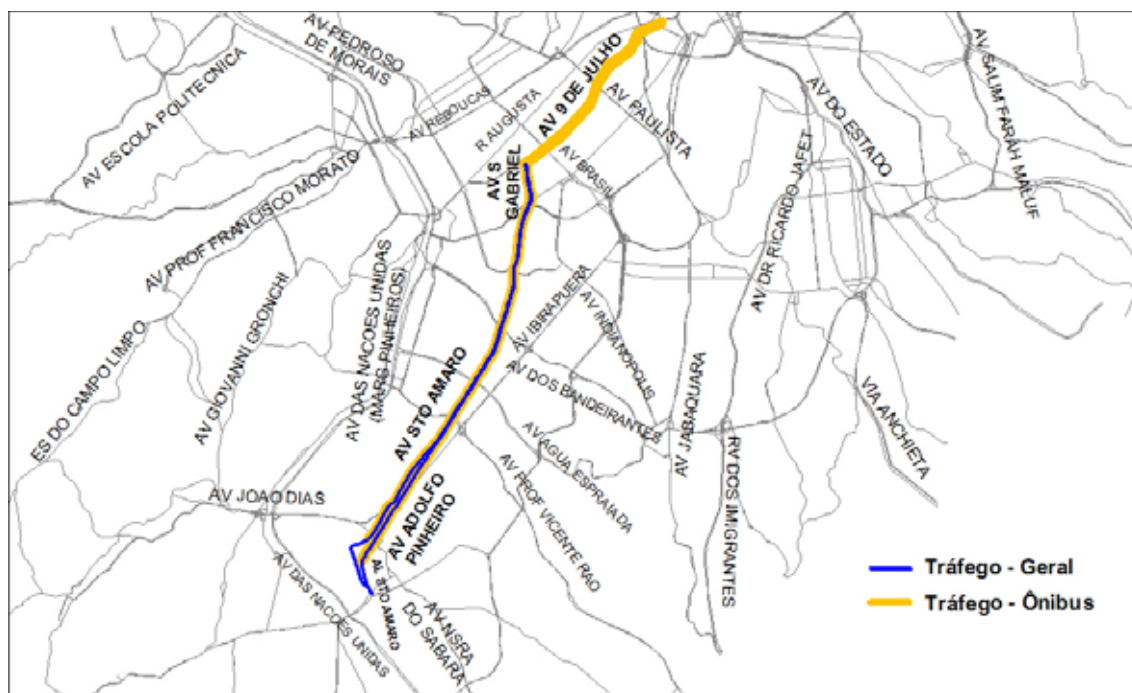 AV PEDROSO
DE MORAIS
AV ESCOLA POLITECNICA
AV REBOUCAS
R AUGUSTA
AV 9 DE JULHO
AV PAULISTA
AV DO ESTADO
AV SALIM FARAH MALUF
AV PROF FRANCISCO MORATO
AV S
GABRIEL
AV BRASIL
AV DR RICARDO JAFET
AV GIOVANNI GRONCHI
AV DAS NACOES UNIDAS
(MARG PINHEIROS)
AV IBIRAPUERA
AV INDIANOPOLIS
ES DO CAMPO LIMPO
AV STO AMARO
AV DOS BANDEIRANTES
AV JABAQUARA
RV DOS IMIGRANTES
VIA ANCHIETA
AV AGUA ESPRAIADA
AV PROF VICENTE RAO
AV JOAO DIAS
AV ADOLFO
PINHEIRO
AV DAS NACOES UNIDAS
AL STO AMARO
AV NSRA
DO SABARA
Tráfego - Geral
Tráfego - Ônibus